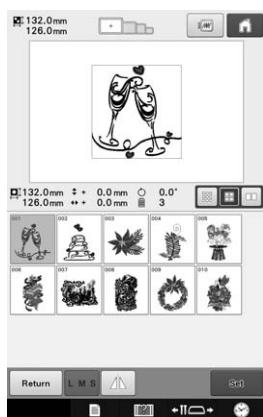 132.0mm
126.0mm
132.0mm + 0.0mm 0.0°
126.0mm + 0.0mm 3
001 002 003 004 005
006 007 008 009 010
Return L M S Set